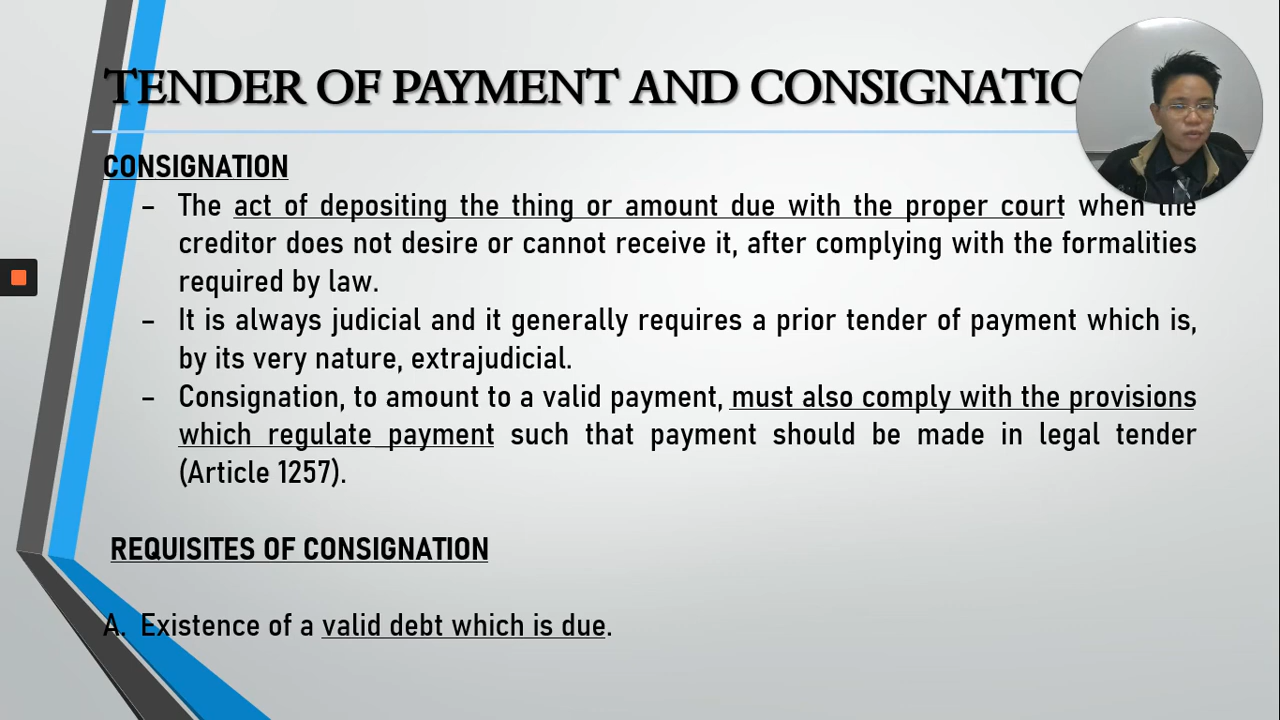 TENDER OF PAYMENT AND CONSIGNATIO
CONSIGNATION
– The act of depositing the thing or amount due with the proper court when the
creditor does not desire or cannot receive it, after complying with the formalities
required by law.
– It is always judicial and it generally requires a prior tender of payment which is,
by its very nature, extrajudicial.
– Consignation, to amount to a valid payment, must also comply with the provisions
which regulate payment such that payment should be made in legal tender
(Article 1257).
REQUISITES OF CONSIGNATION
A. Existence of a valid debt which is due.